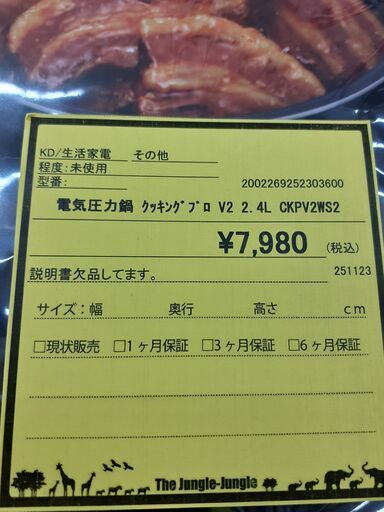 KD/生活家電 その他
程度:未使用
型番: 2002269252303600
電気圧力鍋 クッキングプロ V2 2.4L CKPV2WS2
¥7,980 (税込)
説明書欠品してます。 251123
サイズ:幅 奥行 高さ cm
□現状販売 □1ヶ月保証 □3ヶ月保証 □6ヶ月保証
The Jungle-Jungle